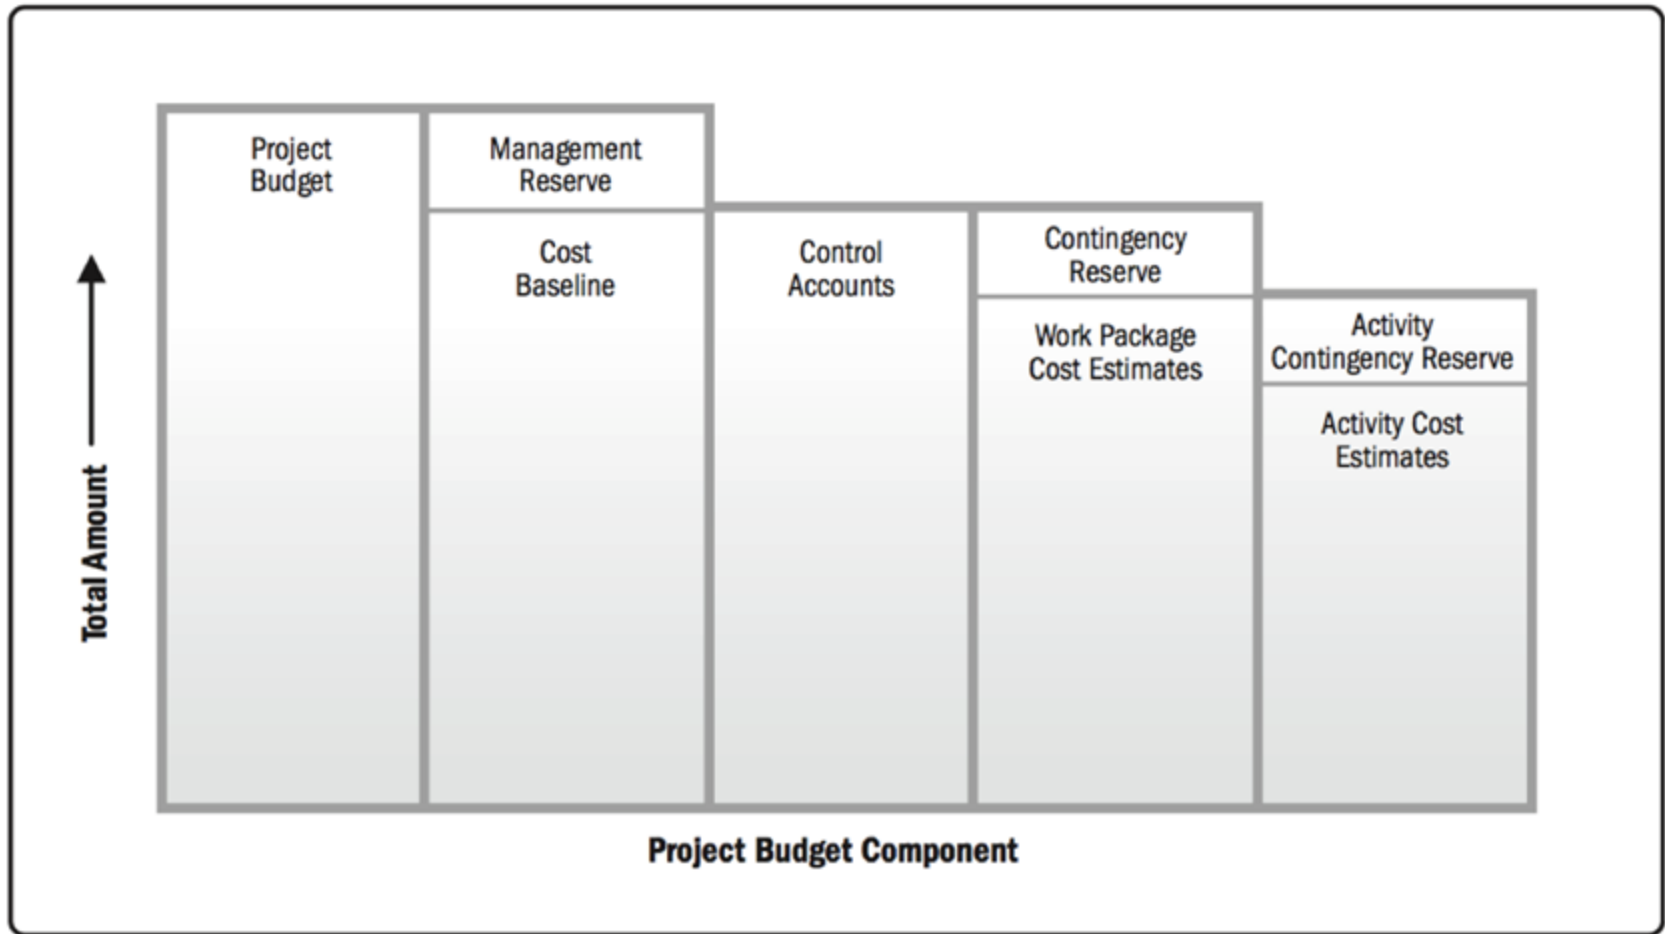 Project
Budget
Management
Reserve
Cost
Baseline
Control
Accounts
Contingency
Reserve
Work Package
Cost Estimates
Activity
Contingency Reserve
Activity Cost
Estimates
Total Amount
Project Budget Component